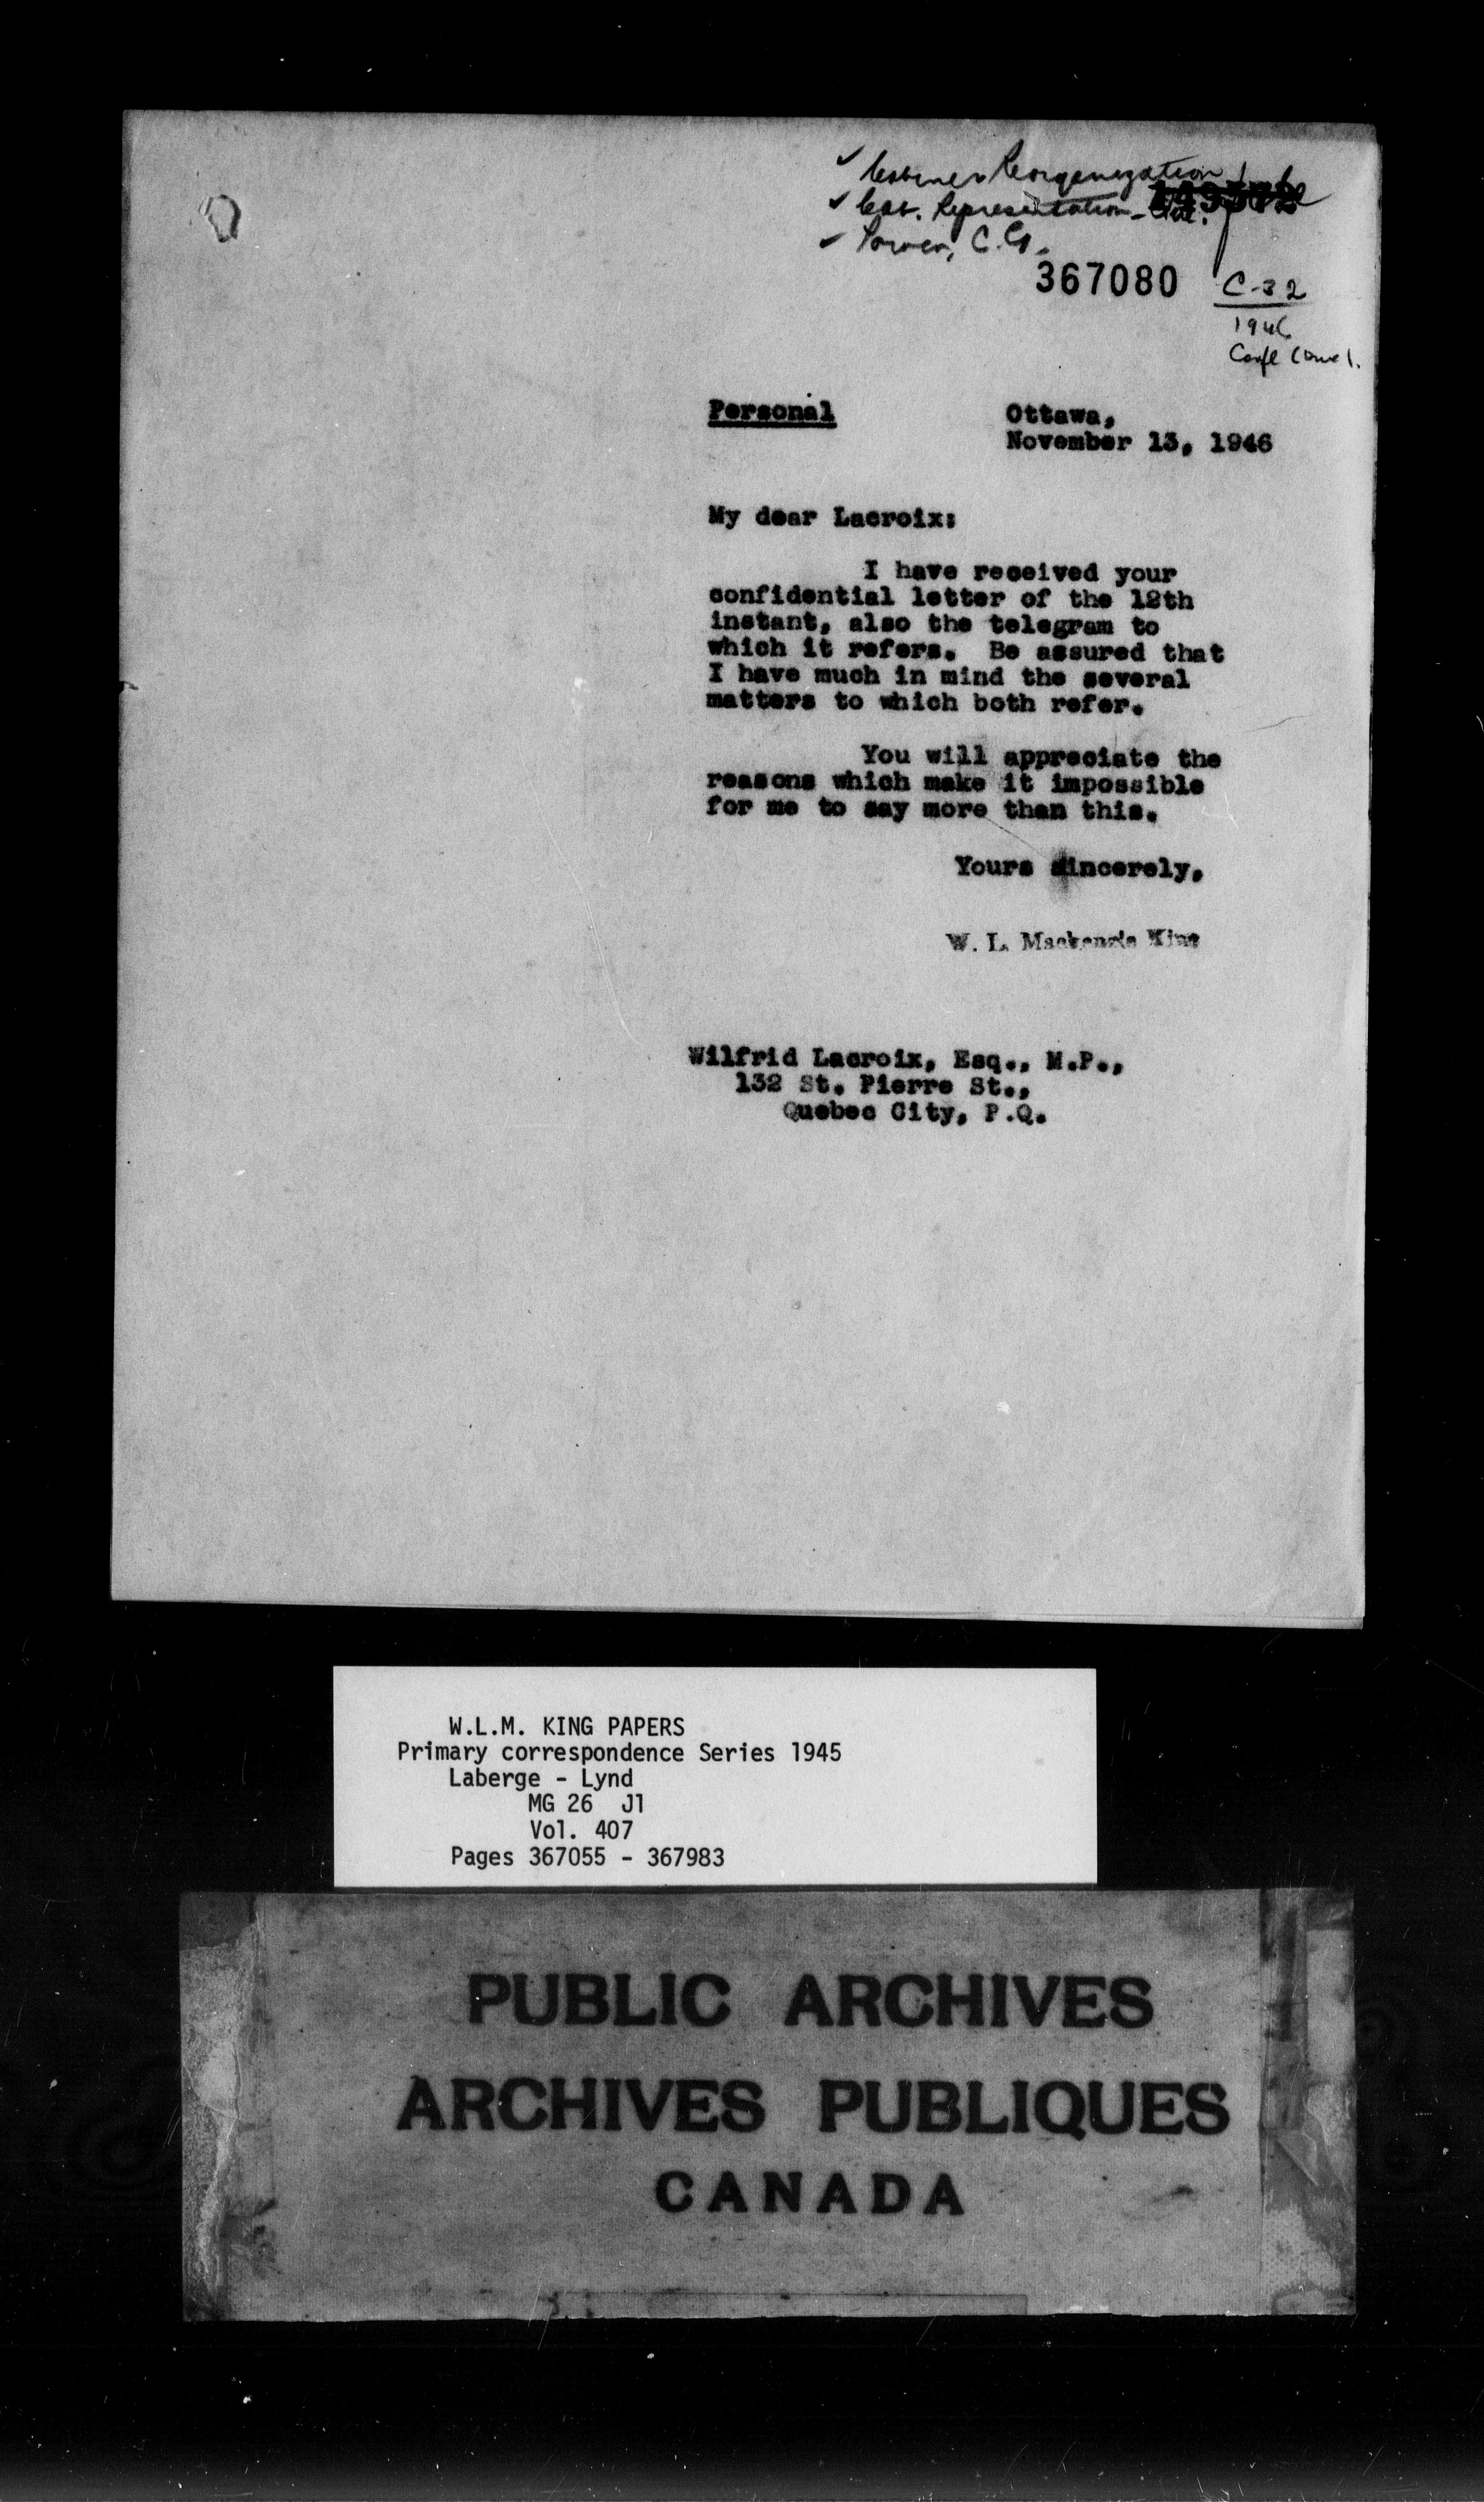 ✓ Cabinet Reorganization
✓ Cab. Representation - Que.
✓ Power, C.G.
367080
C-32
1946
Personal
Ottawa,
November 13, 1946
My dear Lacroix:
I have received your
confidential letter of the 12th
instant, also the telegram to
which it refers. Be assured that
I have much in mind the several
matters to which both refer.
You will appreciate the
reasons which make it impossible
for me to say more than this.
Yours sincerely,
W. L. Mackenzie King
Wilfrid Lacroix, Esq., M.P.,
132 St. Pierre St.,
Quebec City, P.Q.
W.L.M. KING PAPERS
Primary correspondence Series 1945
Laberge - Lynd
MG 26 J1
Vol. 407
Pages 367055 - 367983
PUBLIC ARCHIVES
ARCHIVES PUBLIQUES
CANADA